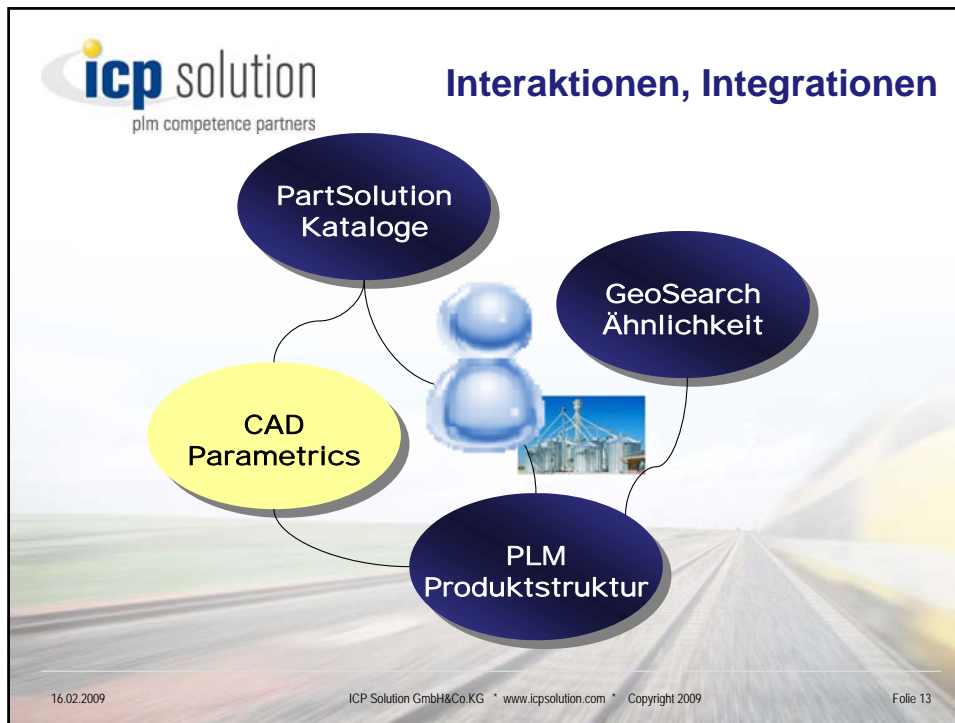 icp solution
plm competence partners
Interaktionen, Integrationen
PartSolution
Kataloge
GeoSearch
Ähnlichkeit
CAD
Parametrics
PLM
Produktstruktur
16.02.2009
ICP Solution GmbH&Co.KG * www.icpsolution.com * Copyright 2009
Folie 13